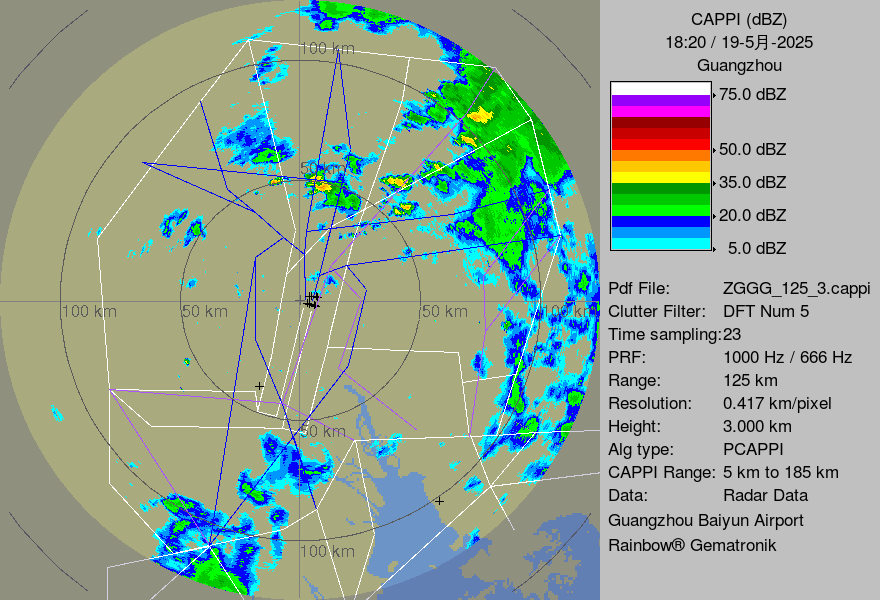 CAPPI (dBZ)
18:20 / 19-5月-2025
Guangzhou
75.0 dBZ
50.0 dBZ
35.0 dBZ
20.0 dBZ
5.0 dBZ
Pdf File: ZGGG_125_3.cappi
Clutter Filter: DFT Num 5
Time sampling:23
PRF: 1000 Hz / 666 Hz
Range: 125 km
Resolution: 0.417 km/pixel
Height: 3.000 km
Alg type: PCAPPI
CAPPI Range: 5 km to 185 km
Data: Radar Data
Guangzhou Baiyun Airport
Rainbow® Gematronik
100 km
50 km
100 km
50 km
50 km
100 km
50 km
100 km